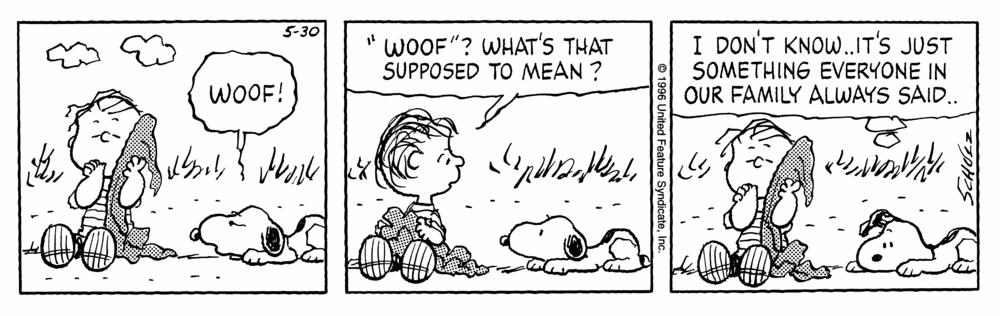 5-30
WOOF!
"WOOF"? WHAT'S THAT
SUPPOSED TO MEAN?
© 1996 United Feature Syndicate, Inc.
I DON'T KNOW..IT'S JUST
SOMETHING EVERYONE IN
OUR FAMILY ALWAYS SAID..
SCHULZ